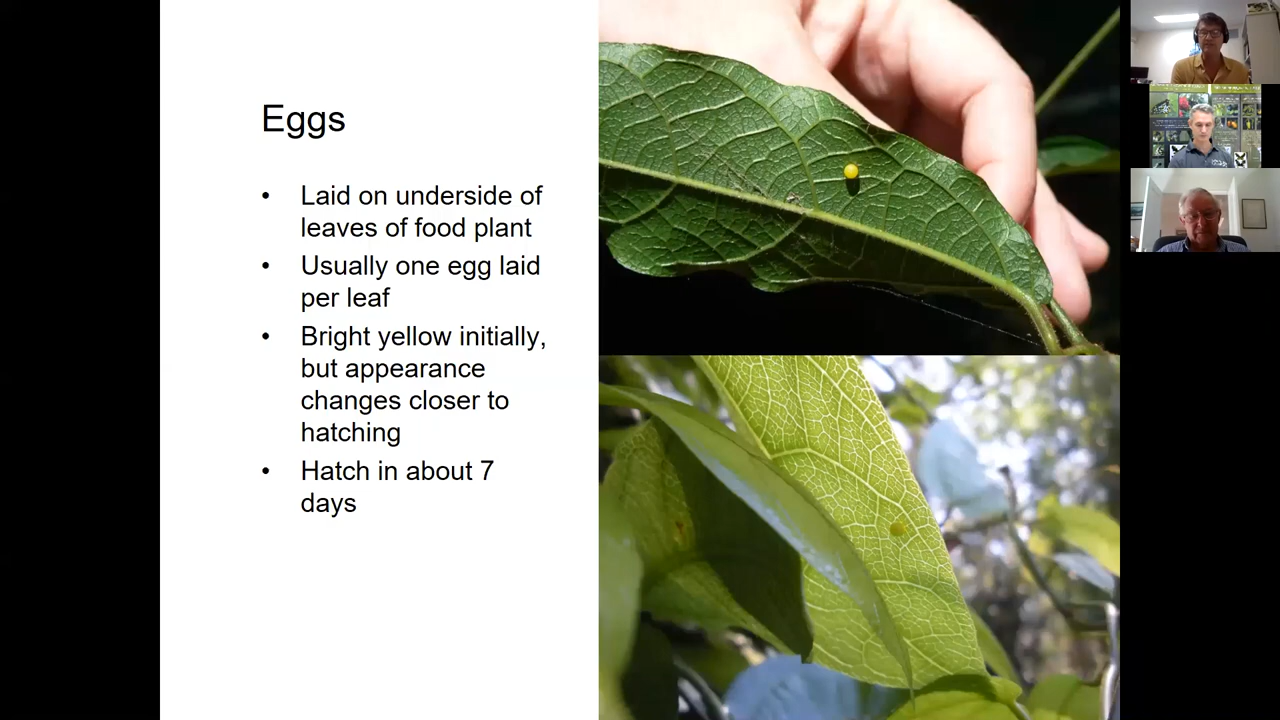 Eggs
• Laid on underside of
leaves of food plant
• Usually one egg laid
per leaf
• Bright yellow initially,
but appearance
changes closer to
hatching
• Hatch in about 7
days